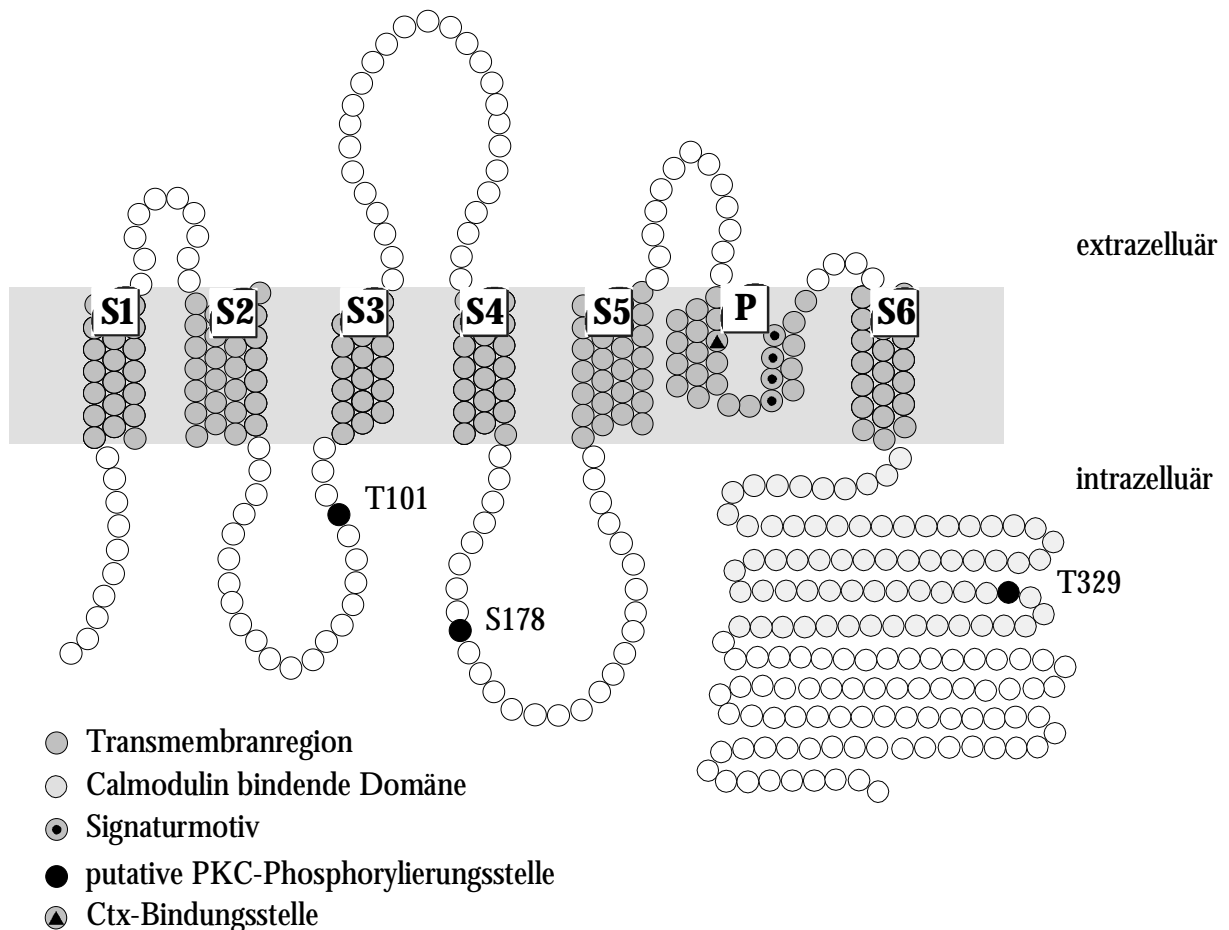 S1
S2
S3
S4
S5
P
S6
extrazelluär
intrazelluär
T101
S178
T329
Transmembranregion
Calmodulin bindende Domäne
Signaturmotiv
putative PKC-Phosphorylierungsstelle
Ctx-Bindungsstelle